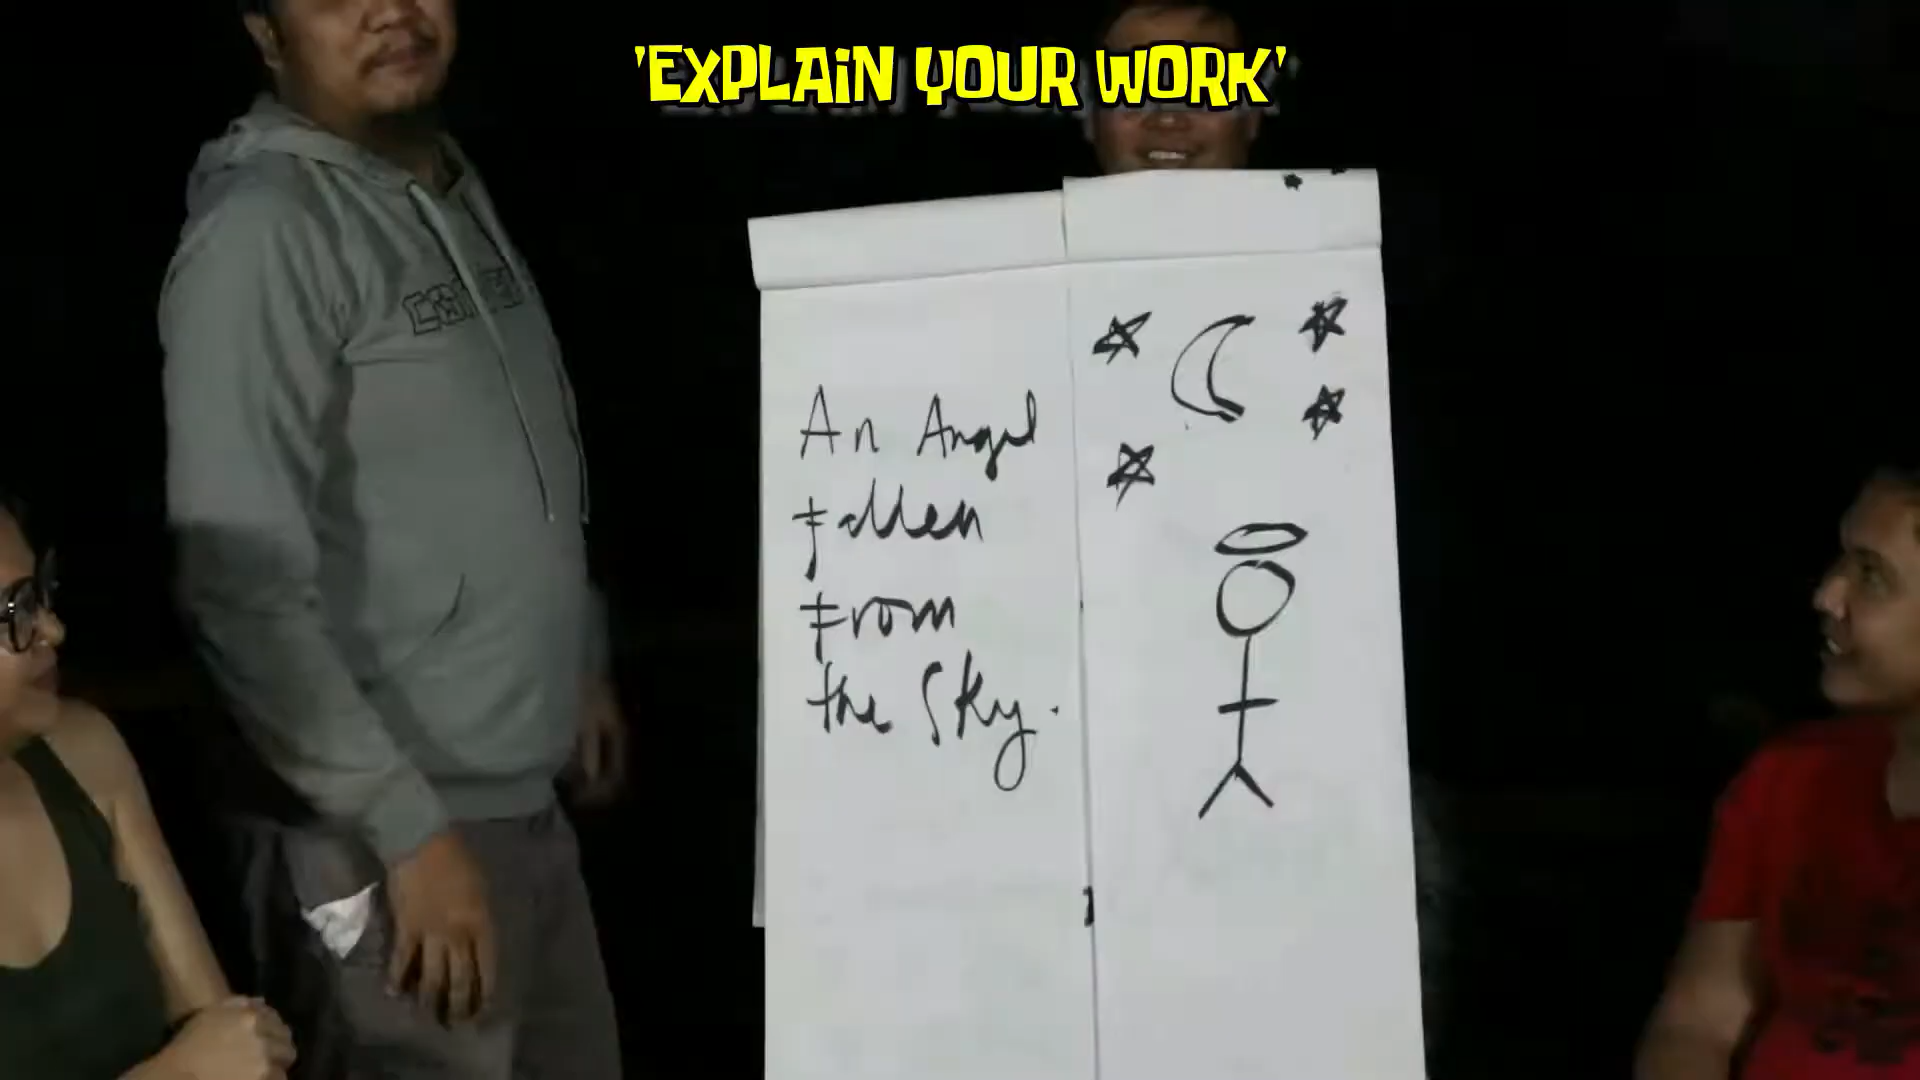 'EXPLAIN YOUR WORK'
An Angel
fallen
from
the Sky.